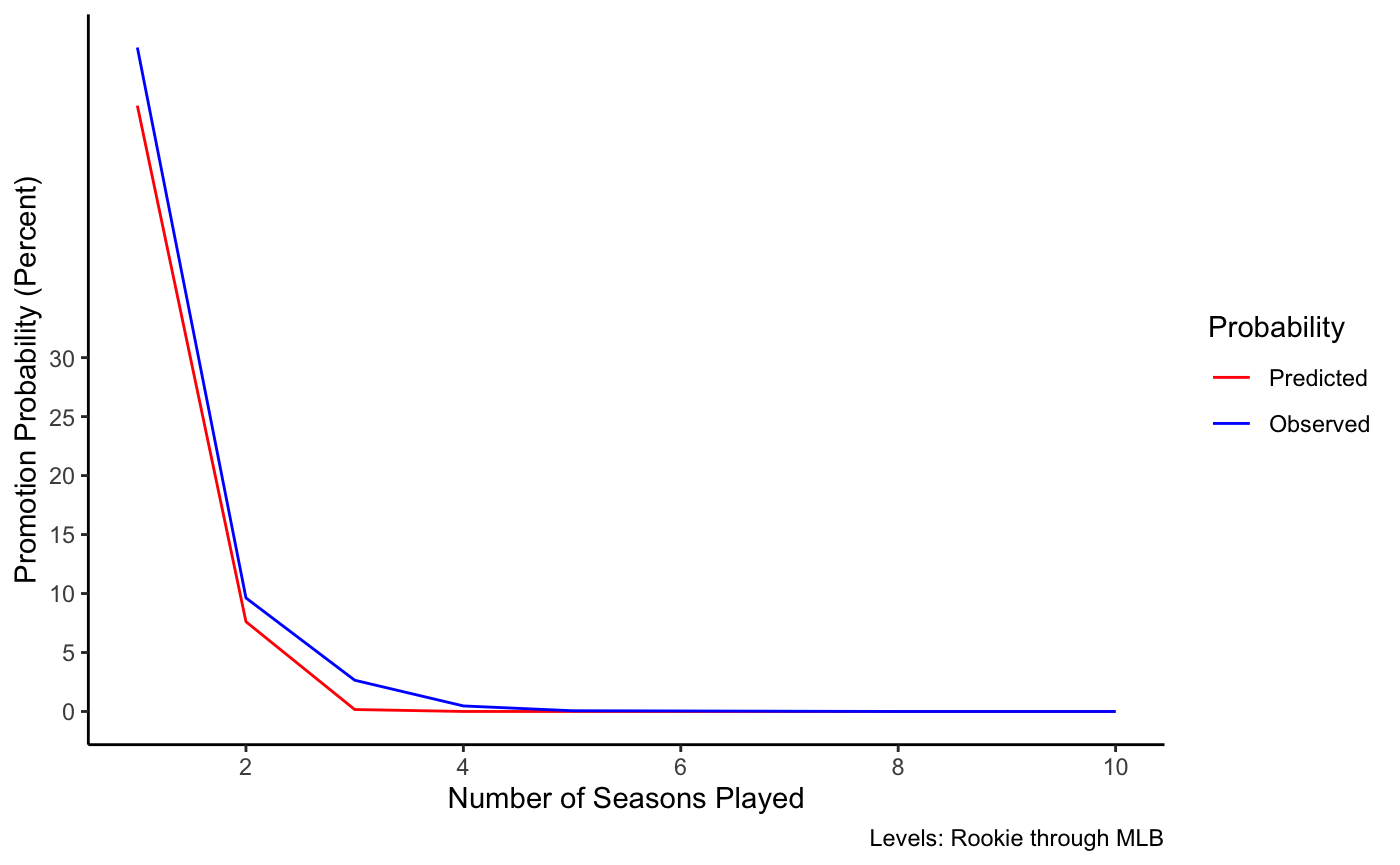 Promotion Probability (Percent)
30
25
20
15
10
5
0
2 4 6 8 10
Number of Seasons Played
Levels: Rookie through MLB
Probability
Predicted
Observed